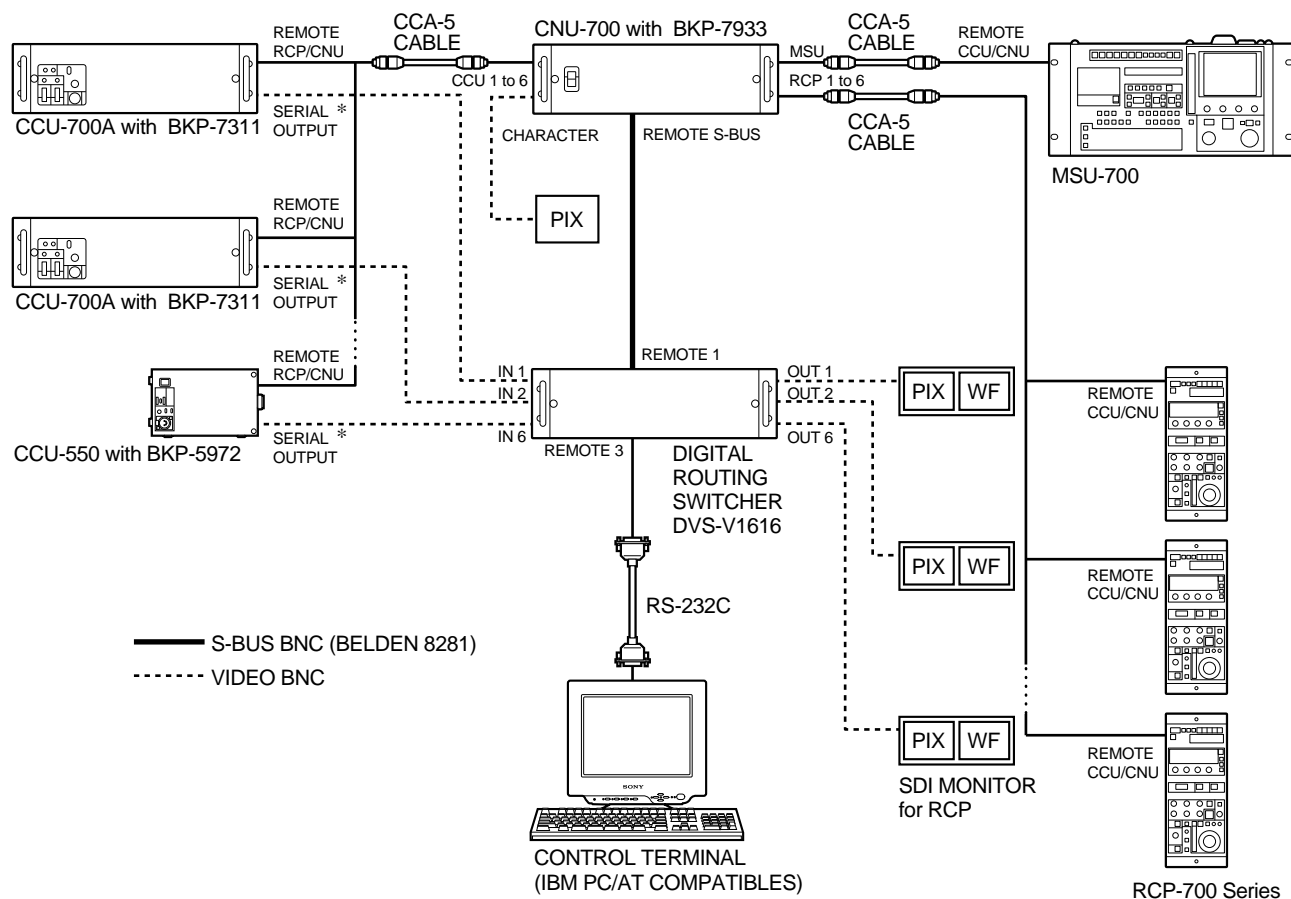 REMOTE
RCP/CNU
CCA-5
CABLE
CNU-700 with BKP-7933
MSU
CCA-5
CABLE
REMOTE
CCU/CNU
CCU 1 to 6
RCP 1 to 6
SERIAL *
OUTPUT
CCU-700A with BKP-7311
CHARACTER
REMOTE S-BUS
CCA-5
CABLE
MSU-700
REMOTE
RCP/CNU
PIX
SERIAL *
OUTPUT
CCU-700A with BKP-7311
REMOTE
RCP/CNU
REMOTE 1
IN 1
IN 2
IN 6
OUT 1
OUT 2
OUT 6
PIX WF
REMOTE
CCU/CNU
SERIAL *
OUTPUT
CCU-550 with BKP-5972
REMOTE 3
DIGITAL
ROUTING
SWITCHER
DVS-V1616
PIX WF
REMOTE
CCU/CNU
RS-232C
S-BUS BNC (BELDEN 8281)
VIDEO BNC
PIX WF
REMOTE
CCU/CNU
SDI MONITOR
for RCP
SONY
CONTROL TERMINAL
(IBM PC/AT COMPATIBLES)
RCP-700 Series